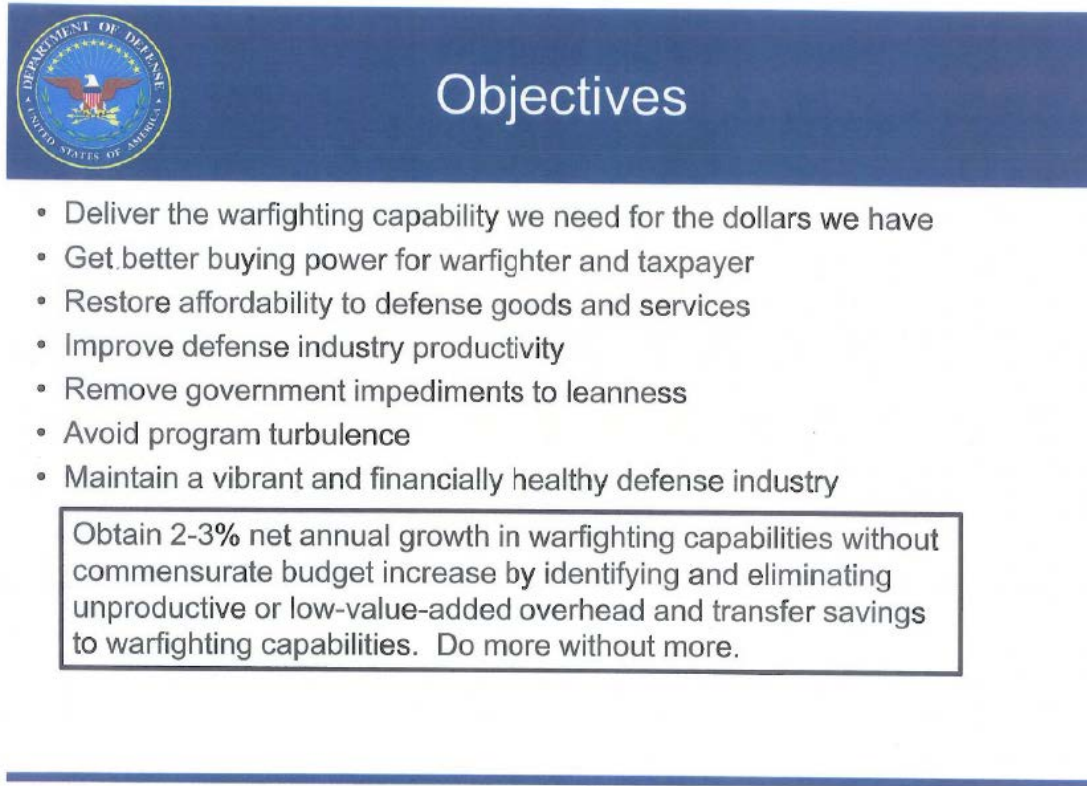 DEPARTMENT OF DEFENSE
UNITED STATES OF AMERICA
Objectives
• Deliver the warfighting capability we need for the dollars we have
• Get better buying power for warfighter and taxpayer
• Restore affordability to defense goods and services
• Improve defense industry productivity
• Remove government impediments to leanness
• Avoid program turbulence
• Maintain a vibrant and financially healthy defense industry
Obtain 2-3% net annual growth in warfighting capabilities without
commensurate budget increase by identifying and eliminating
unproductive or low-value-added overhead and transfer savings
to warfighting capabilities. Do more without more.